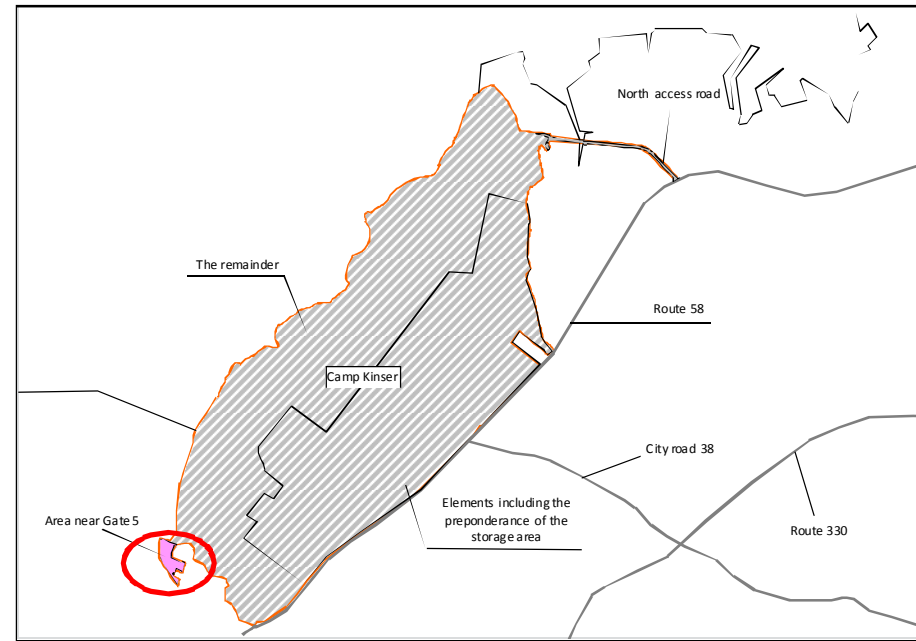 North access road
The remainder
Route 58
Camp Kinser
City road 38
Elements including the
preponderance of the
storage area
Area near Gate 5
Route 330